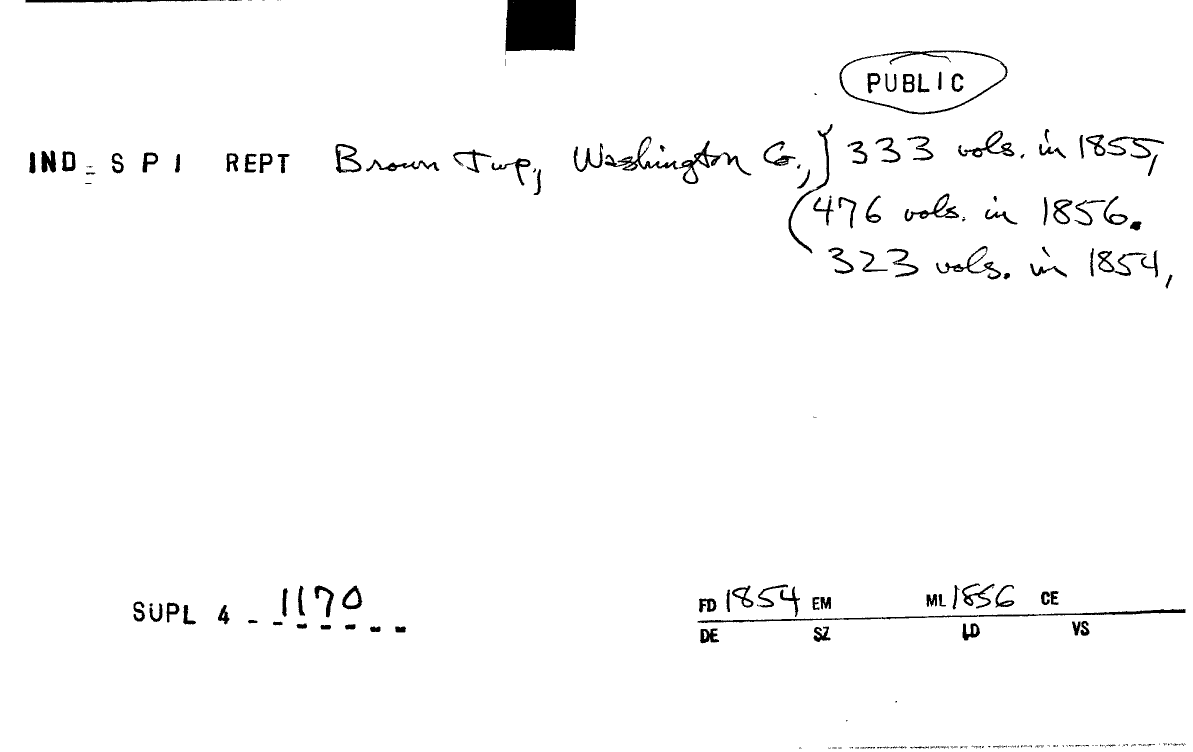 PUBLIC
IND. S P I REPT Brown Twp, Washington Co., 333 vols. in 1855,
476 vols. in 1856.
323 vols. in 1854,
SUPL 4 - 1170
FD 1854 EM ML 1856 CE
DE SZ LD VS